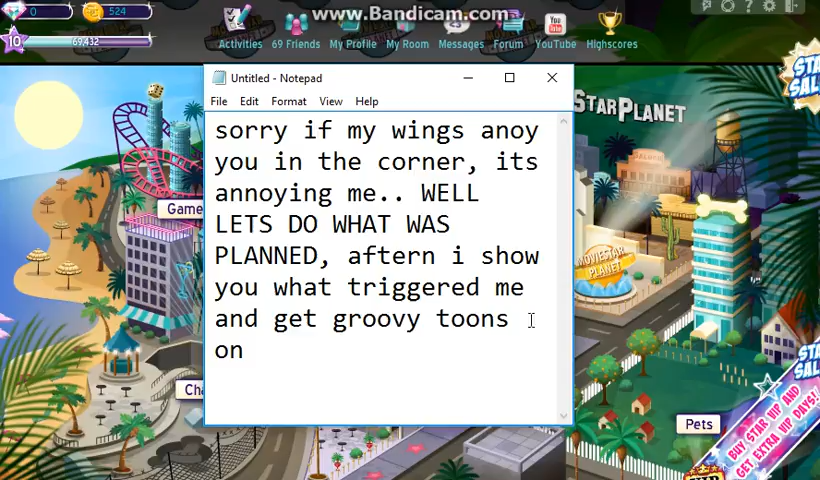 www.Bandicam.com
0
524
10
69,432
Activities
69 Friends
My Profile
My Room
Messages
Forum
YouTube
Highscores
Untitled - Notepad
File Edit Format View Help
sorry if my wings anoy
you in the corner, its
annoying me.. WELL
LETS DO WHAT WAS
PLANNED, aftern i show
you what triggered me
and get groovy toons
on
STARPLANET
MOVIESTAR
PLANET
Game
Pets
BUY STAR VIP AND
GET EXTRA VIP DAYS!